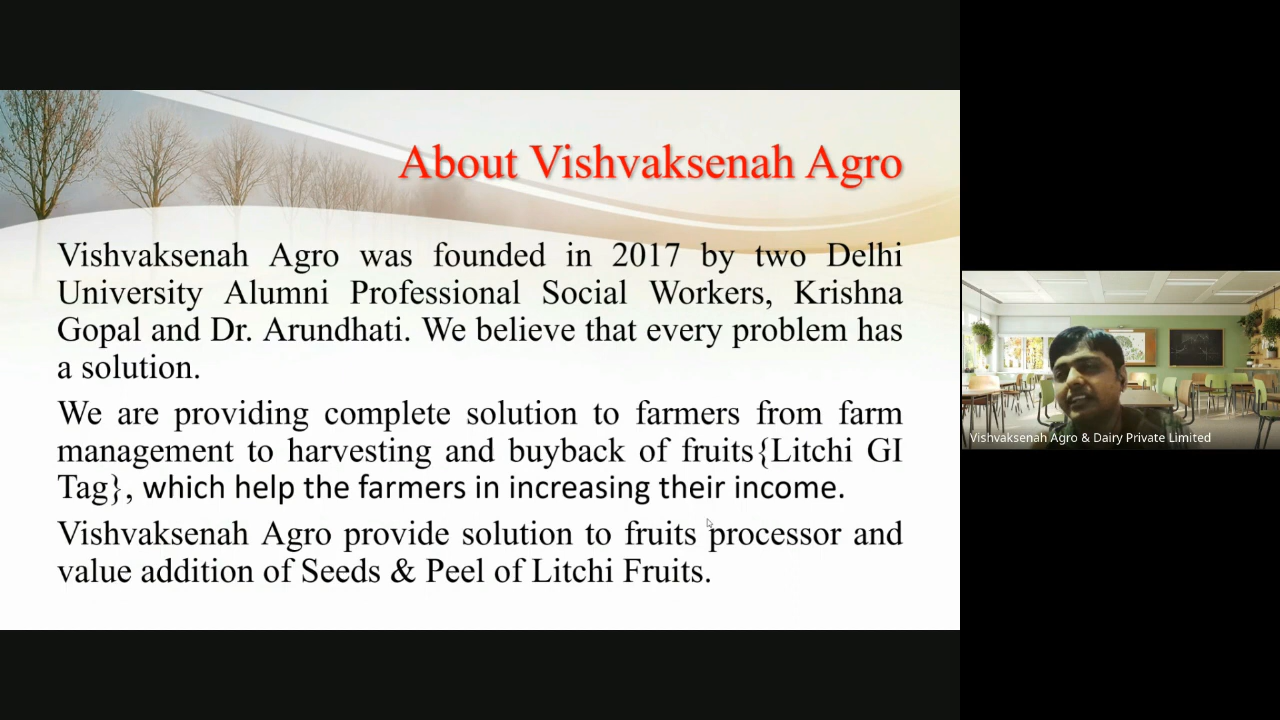 About Vishvaksenah Agro
Vishvaksenah Agro was founded in 2017 by two Delhi
University Alumni Professional Social Workers, Krishna
Gopal and Dr. Arundhati. We believe that every problem has
a solution.
We are providing complete solution to farmers from farm
management to harvesting and buyback of fruits{Litchi GI
Tag}, which help the farmers in increasing their income.
Vishvaksenah Agro provide solution to fruits processor and
value addition of Seeds & Peel of Litchi Fruits.
Vishvaksenah Agro & Dairy Private Limited